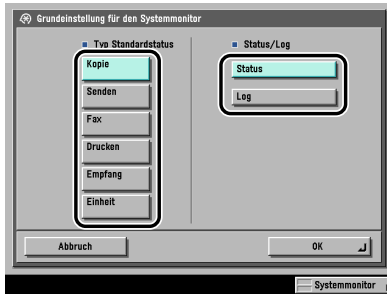 Grundeinstellung für den Systemmonitor
Typ Standardstatus
Kopie
Senden
Fax
Drucken
Empfang
Einheit
Status/Log
Status
Log
Abbruch
OK
Systemmonitor